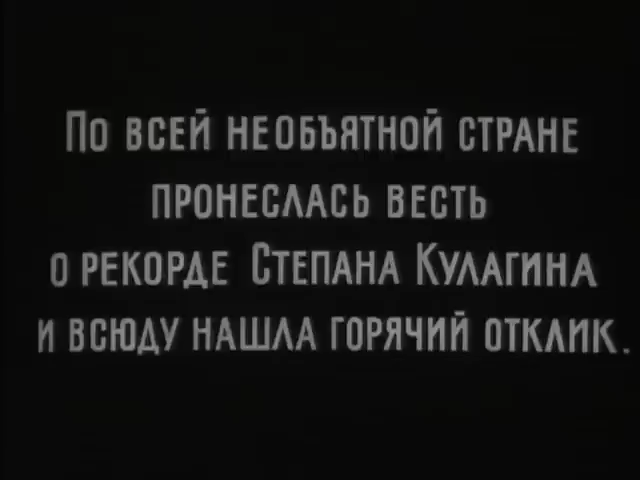 По всей необъятной стране
пронеслась весть
о рекорде Степана Кулагина
и всюду нашла горячий отклик.